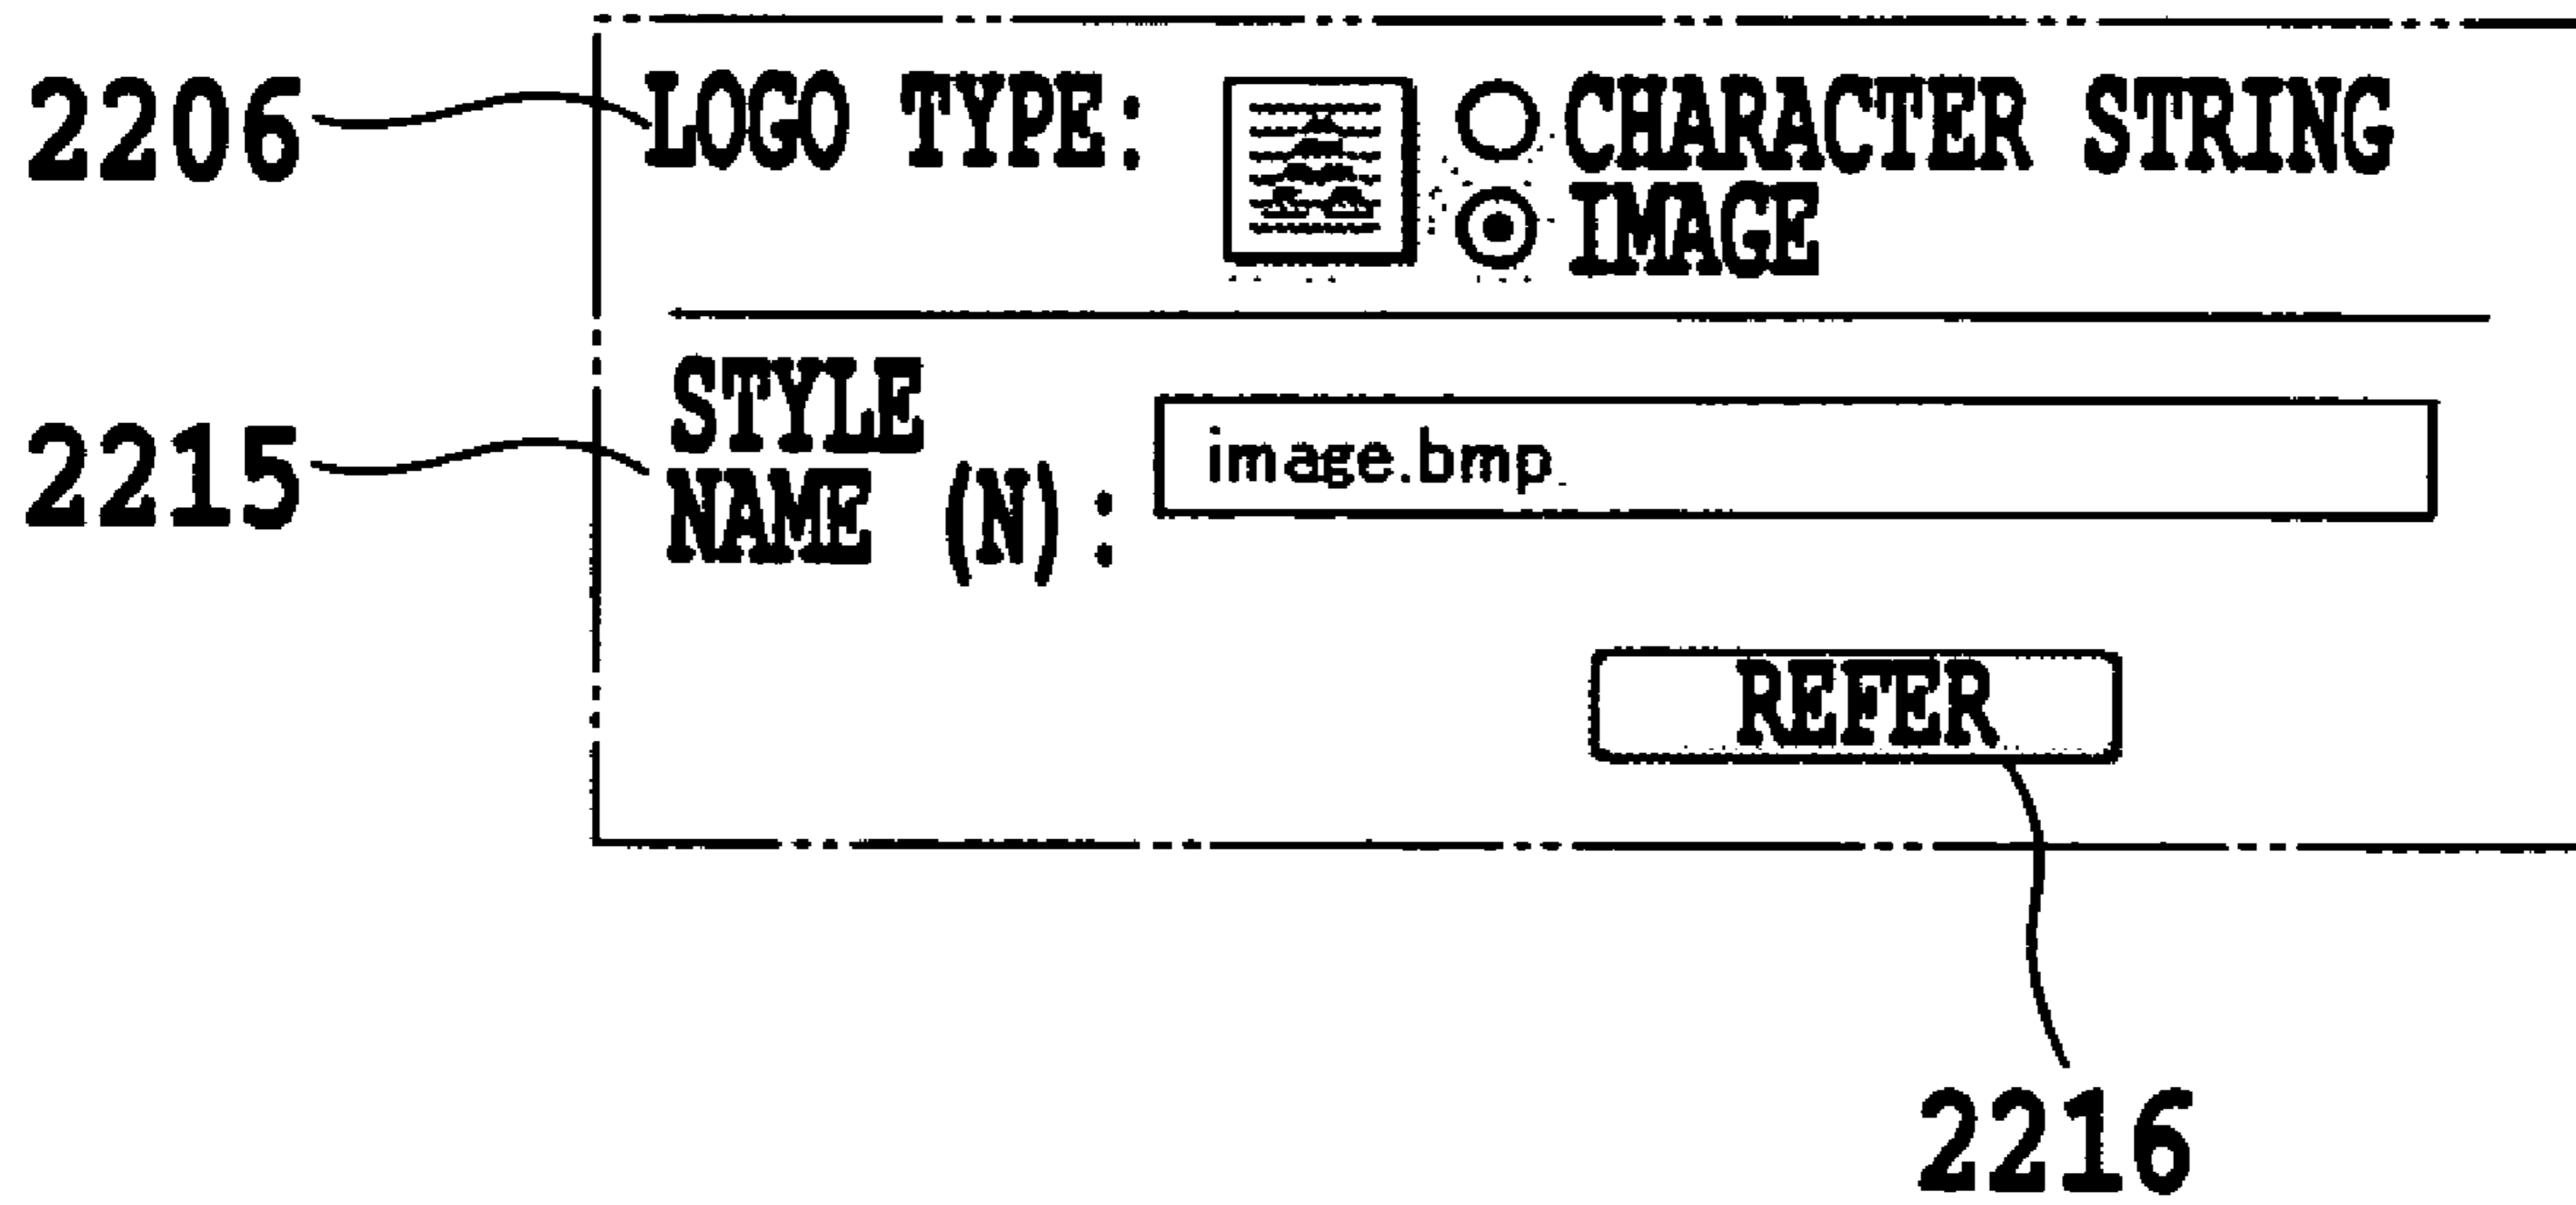 2206 LOGO TYPE: CHARACTER STRING
IMAGE
STYLE
2215 NAME (N): image.bmp
REFER
2216